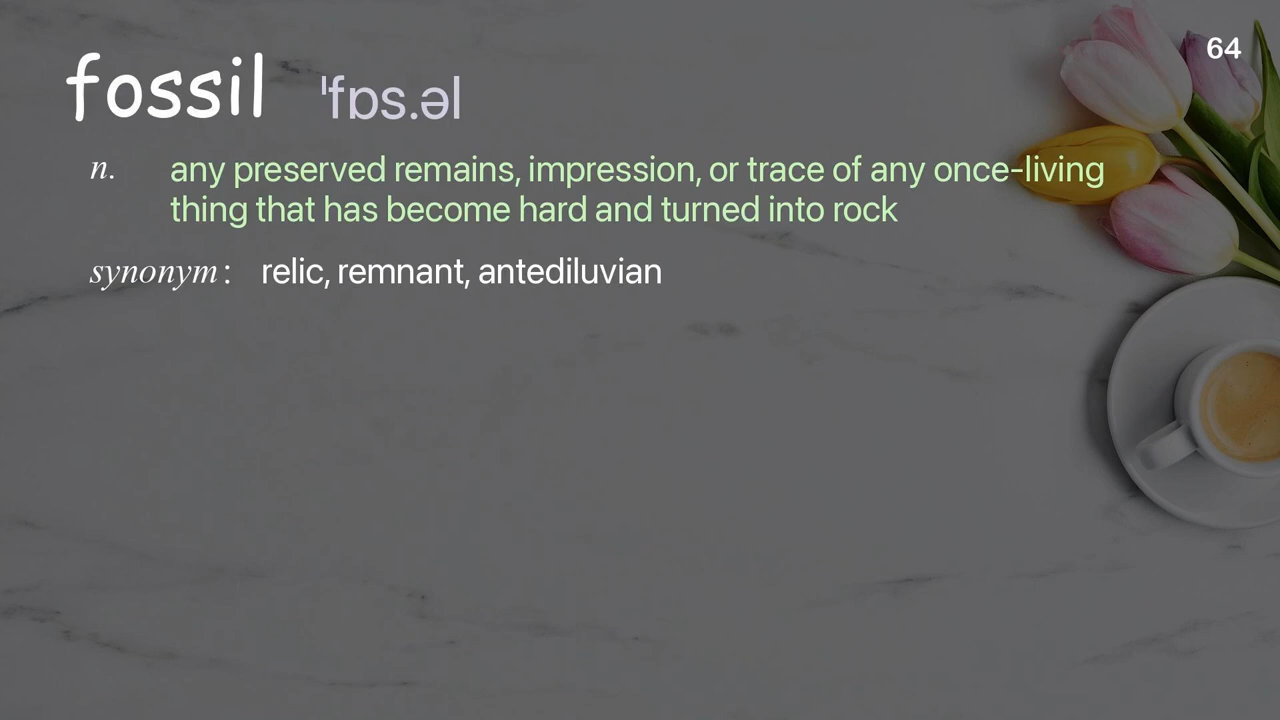 64
fossil ˈfɒs.əl
n. any preserved remains, impression, or trace of any once-living
thing that has become hard and turned into rock
synonym : relic, remnant, antediluvian